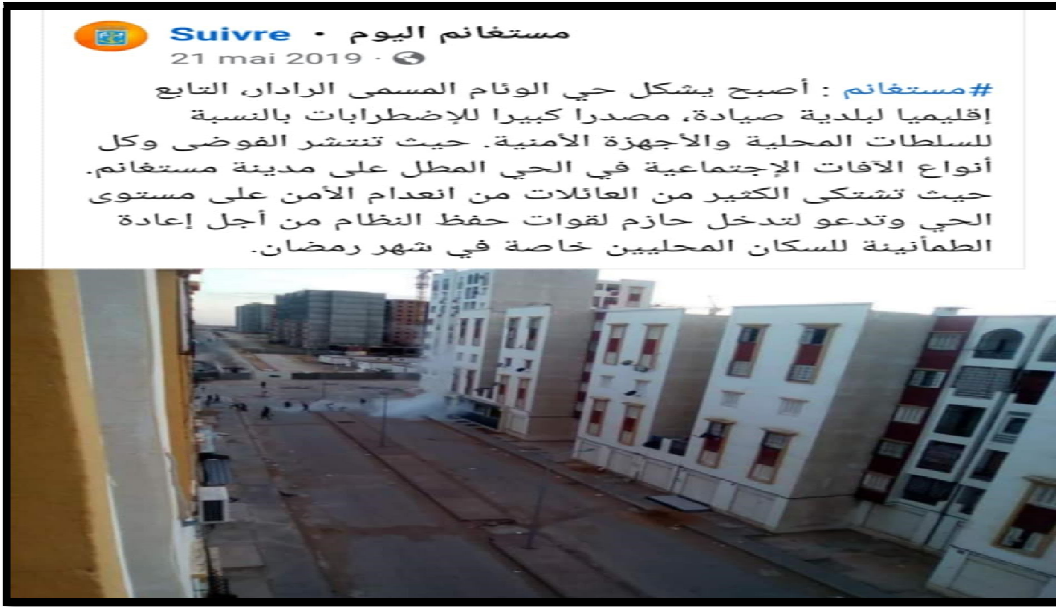 مستغانم اليوم • Suivre
21 mai 2019 ·
#مستغانم : أصبح يشكل حي الوئام المسمى الرادار، التابع
إقليميا لبلدية صيادة، مصدرا كبيرا للإضطرابات بالنسبة
للسلطات المحلية والأجهزة الأمنية. حيث تنتشر الفوضى وكل
أنواع الآفات الإجتماعية في الحي المطل على مدينة مستغانم.
حيث تشتكى الكثير من العائلات من انعدام الأمن على مستوى
الحي وتدعو لتدخل حازم لقوات حفظ النظام من أجل إعادة
الطمأنينة للسكان المحليين خاصة في شهر رمضان.